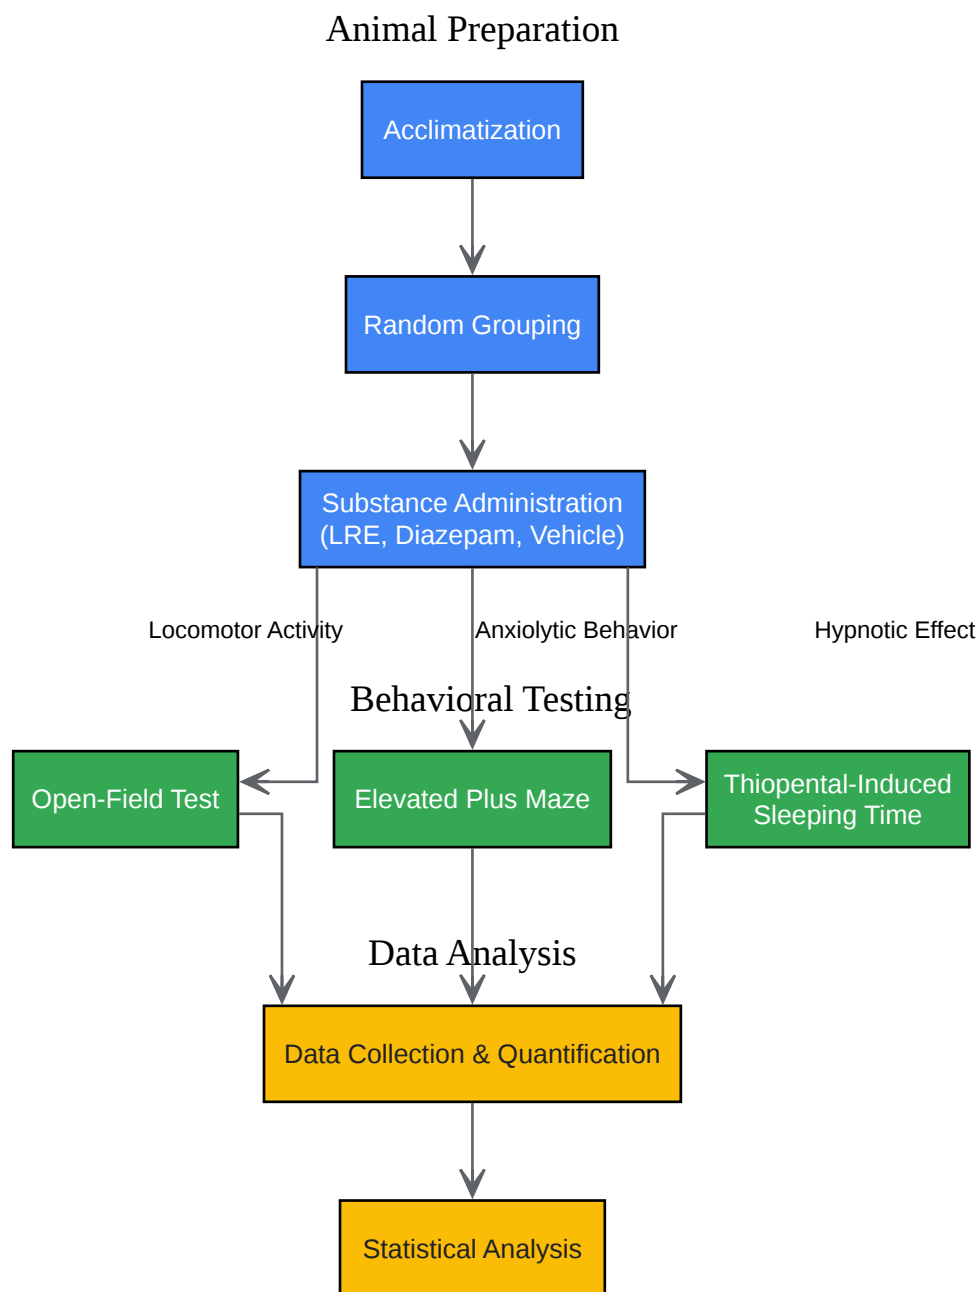 Animal Preparation
Acclimatization
Random Grouping
Substance Administration
(LRE, Diazepam, Vehicle)
Locomotor Activity
Anxiolytic Behavior
Hypnotic Effect
Behavioral Testing
Open-Field Test
Elevated Plus Maze
Thiopental-Induced
Sleeping Time
Data Analysis
Data Collection & Quantification
Statistical Analysis